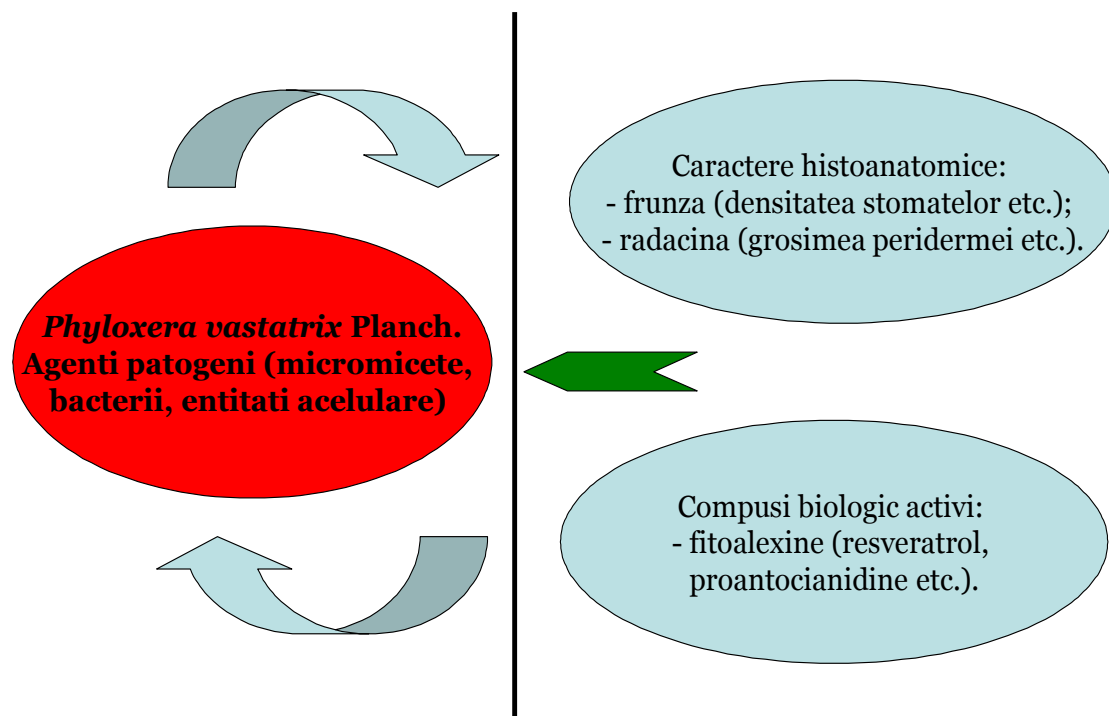 Phyloxera vastatrix Planch.
Agenti patogeni (micromicete,
bacterii, entitati acelulare)
Caractere histoanatomice:
- frunza (densitatea stomatelor etc.);
- radacina (grosimea peridermei etc.).
Compusi biologic activi:
- fitoalexine (resveratrol,
proantocianidine etc.).